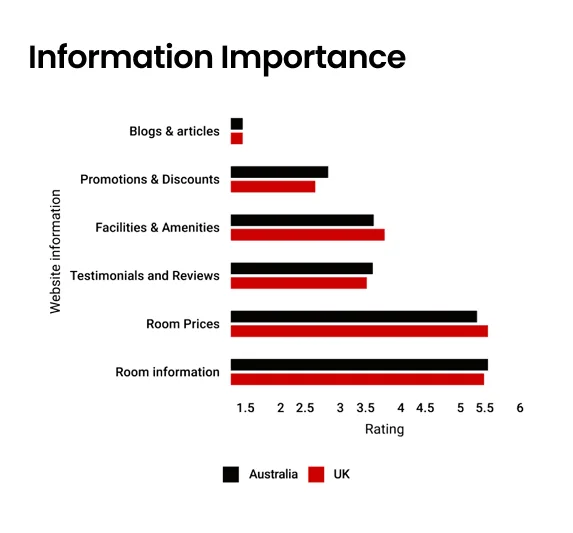 Information Importance
Blogs & articles
Promotions & Discounts
Facilities & Amenities
Testimonials and Reviews
Room Prices
Room information
Website information
1.5 2 2.5 3 3.5 4 4.5 5 5.5 6
Rating
Australia UK